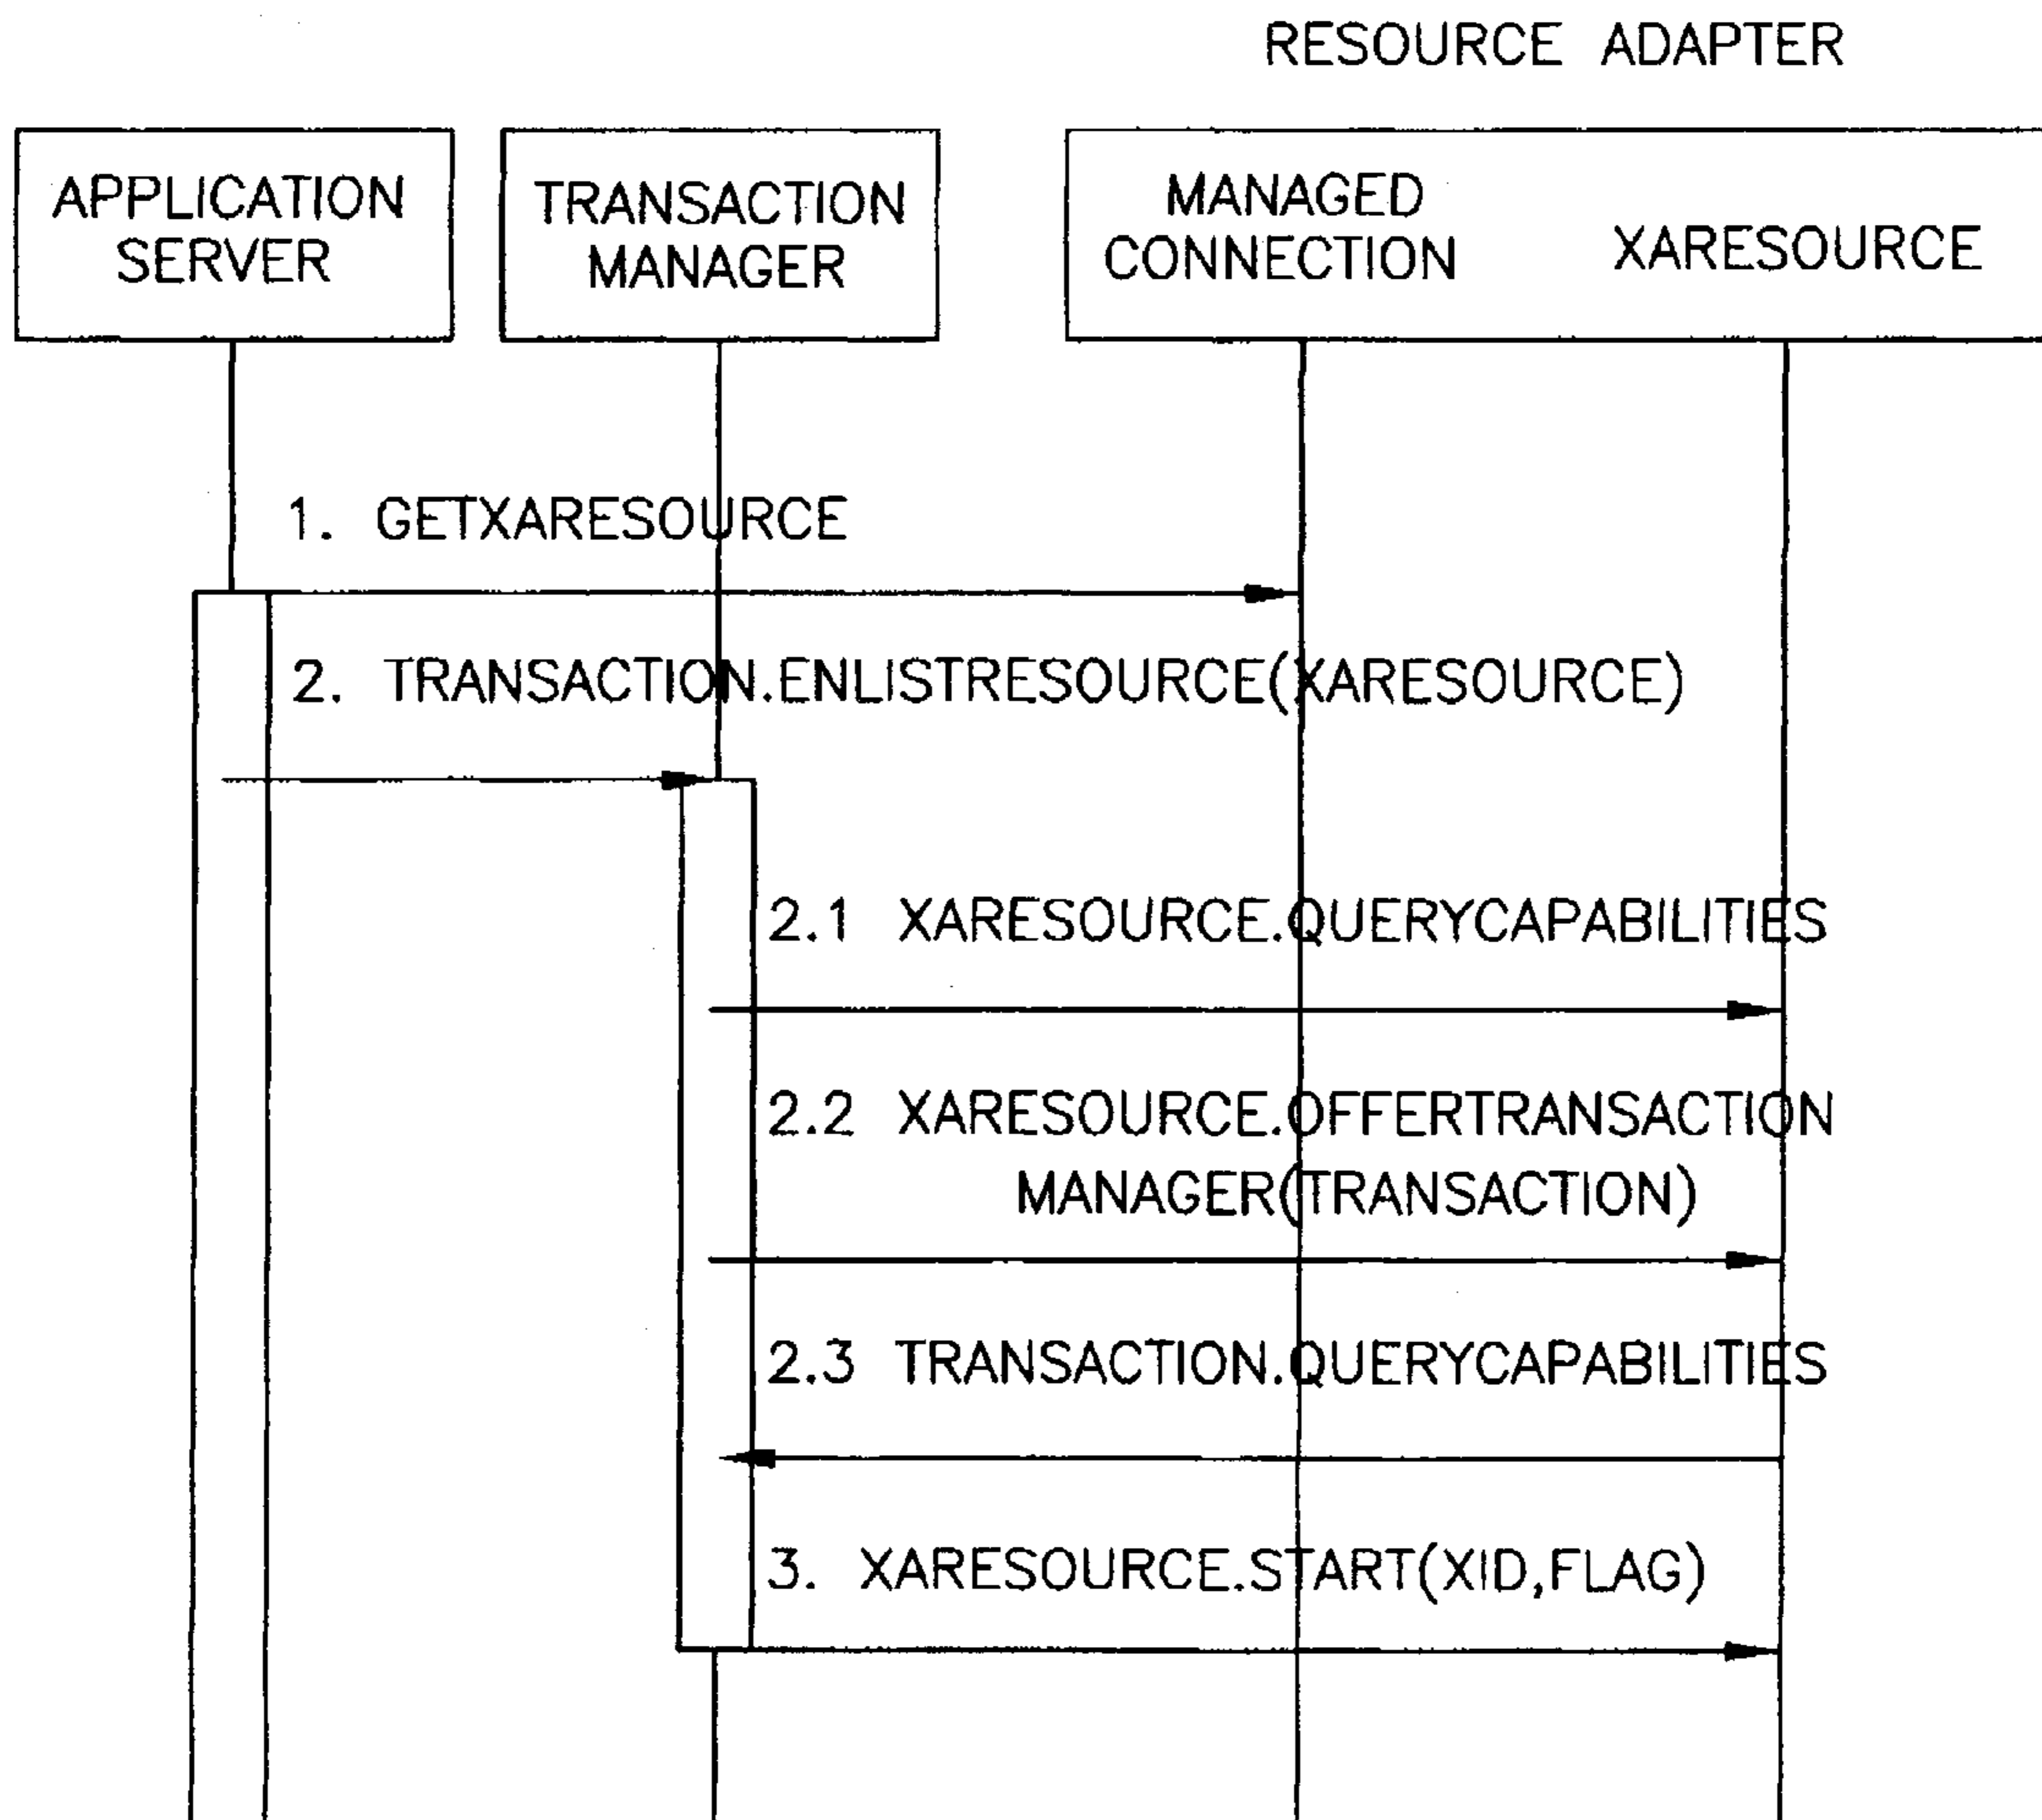 RESOURCE ADAPTER
APPLICATION
SERVER
TRANSACTION
MANAGER
MANAGED
CONNECTION
XARESOURCE
1. GETXARESOURCE
2. TRANSACTION.ENLISTRESOURCE(XARESOURCE)
2.1 XARESOURCE.QUERYCAPABILITIES
2.2 XARESOURCE.OFFERTRANSACTION
MANAGER(TRANSACTION)
2.3 TRANSACTION.QUERYCAPABILITIES
3. XARESOURCE.START(XID,FLAG)